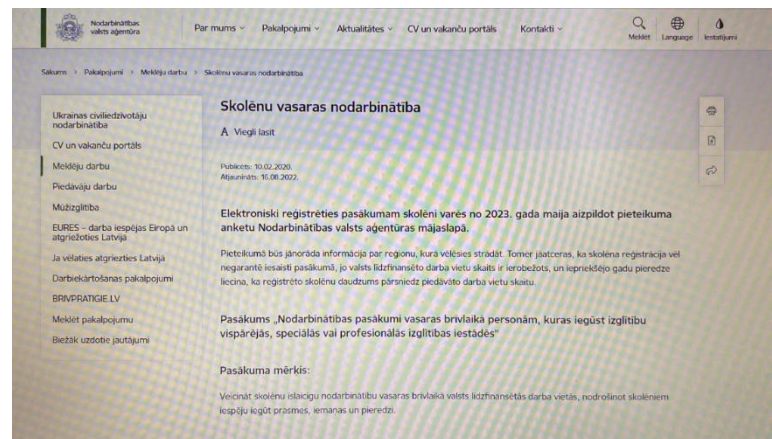 Nodarbinātības
valsts aģentūra
Par mums
Pakalpojumi
Aktualitātes
CV un vakanču portāls
Kontakti
Meklēt
Language
Iestatījumi
Sākums > Pakalpojumi > Meklēju darbu > Skolēnu vasaras nodarbinātība
Ukrainas civiliedzīvotāju
nodarbinātība
CV un vakanču portāls
Meklēju darbu
Piedāvāju darbu
Mūžizglītība
EURES – darba iespējas Eiropā un
atgriežoties Latvijā
Ja vēlaties atgriezties Latvijā
Darbiekārtošanas pakalpojumi
BRIVPRATIGIE.LV
Meklēt pakalpojumu
Biežāk uzdotie jautājumi
Skolēnu vasaras nodarbinātība
Viegli lasīt
Publicēts: 10.02.2020.
Atjaunināts: 16.08.2022.
Elektroniski reģistrēties pasākumam skolēni varēs no 2023. gada maija aizpildot pieteikuma
anketu Nodarbinātības valsts aģentūras mājaslapā.
Pieteikumā būs jānorāda informācija par reģionu, kurā vēlēsies strādāt. Tomēr jāatceras, ka skolēna reģistrācija vēl
negarantē iesaisti pasākumā, jo valsts līdzfinansēto darba vietu skaits ir ierobežots, un iepriekšējo gadu pieredze
liecina, ka reģistrēto skolēnu daudzums pārsniedz piedāvāto darba vietu skaitu.
Pasākums „Nodarbinātības pasākumi vasaras brīvlaikā personām, kuras iegūst izglītību
vispārējās, speciālās vai profesionālās izglītības iestādēs"
Pasākuma mērķis:
Veicināt skolēnu īslaicīgu nodarbinātību vasaras brīvlaikā valsts līdzfinansētās darba vietās, nodrošinot skolēniem
iespēju iegūt prasmes, iemaņas un pieredzi.